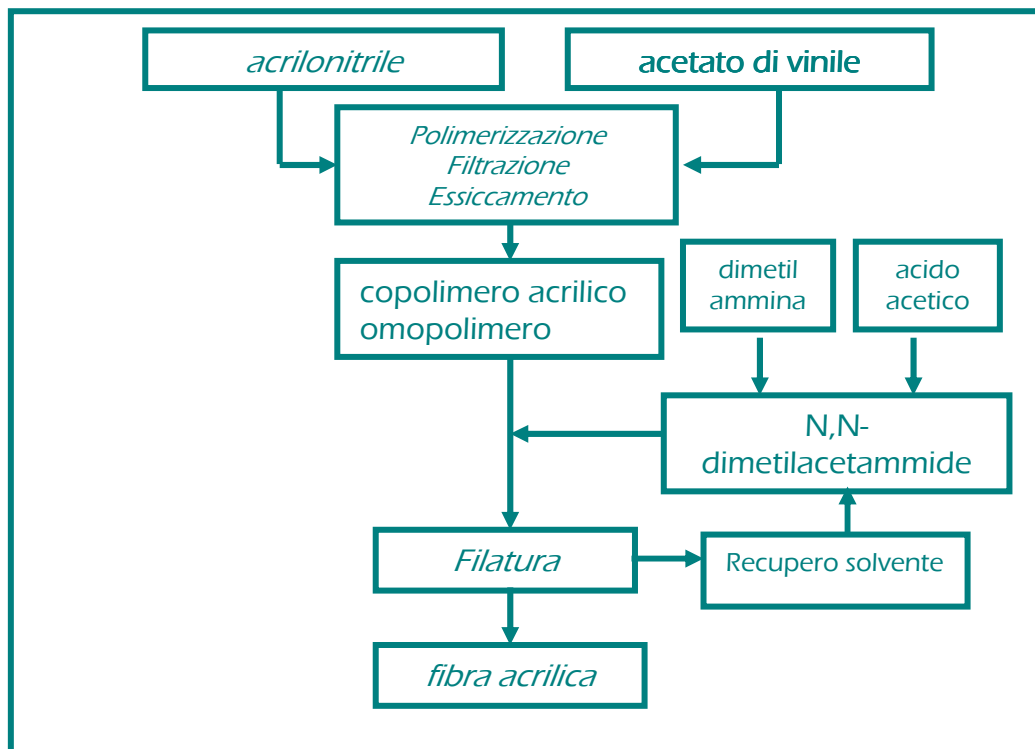 acrilonitrile
acetato di vinile
Polimerizzazione
Filtrazione
Essiccamento
copolimero acrilico
omopolimero
dimetil
ammina
acido
acetico
N,N-
dimetilacetammide
Filatura
Recupero solvente
fibra acrilica